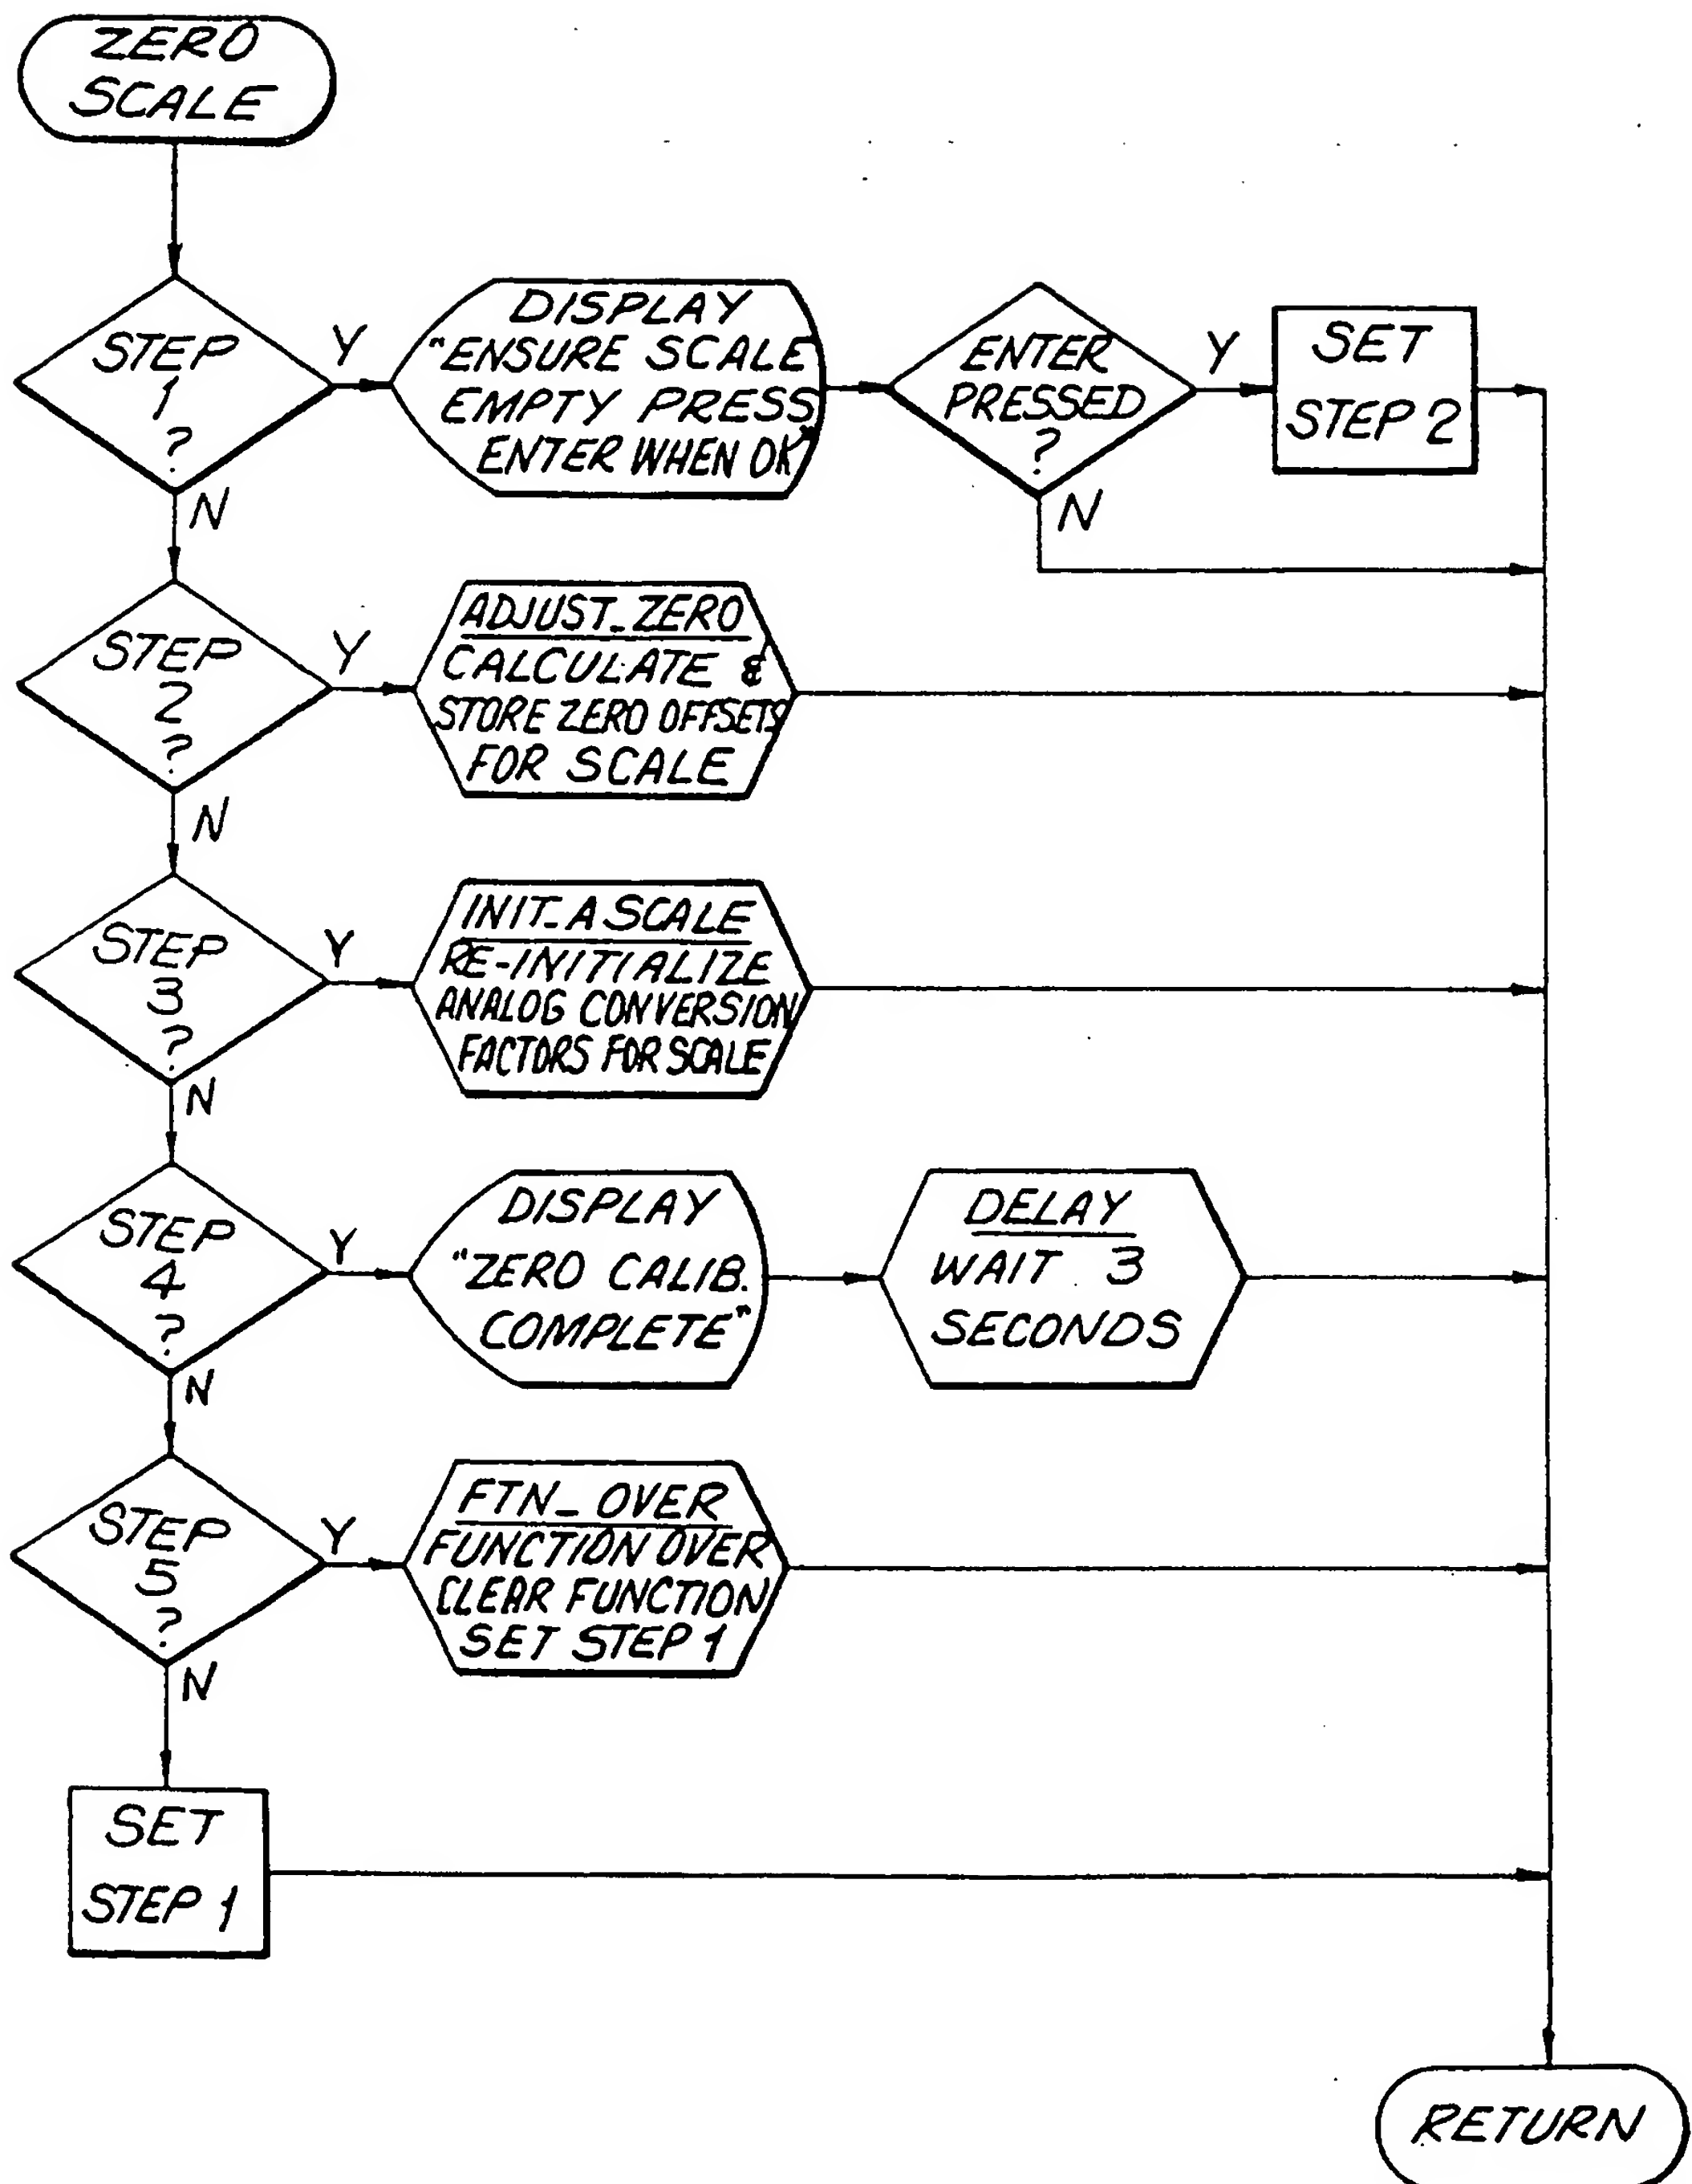 ZERO
SCALE
STEP
1
?
Y
N
DISPLAY
"ENSURE SCALE
EMPTY PRESS
ENTER WHEN OK"
ENTER
PRESSED
?
Y
N
SET
STEP 2
STEP
2
?
Y
N
ADJUST_ZERO
CALCULATE &
STORE ZERO OFFSETS
FOR SCALE
STEP
3
?
Y
N
INIT_A SCALE
RE-INITIALIZE
ANALOG CONVERSION
FACTORS FOR SCALE
STEP
4
?
Y
N
DISPLAY
"ZERO CALIB.
COMPLETE"
DELAY
WAIT 3
SECONDS
STEP
5
?
Y
N
FTN_OVER
FUNCTION OVER
CLEAR FUNCTION
SET STEP 1
SET
STEP 1
RETURN